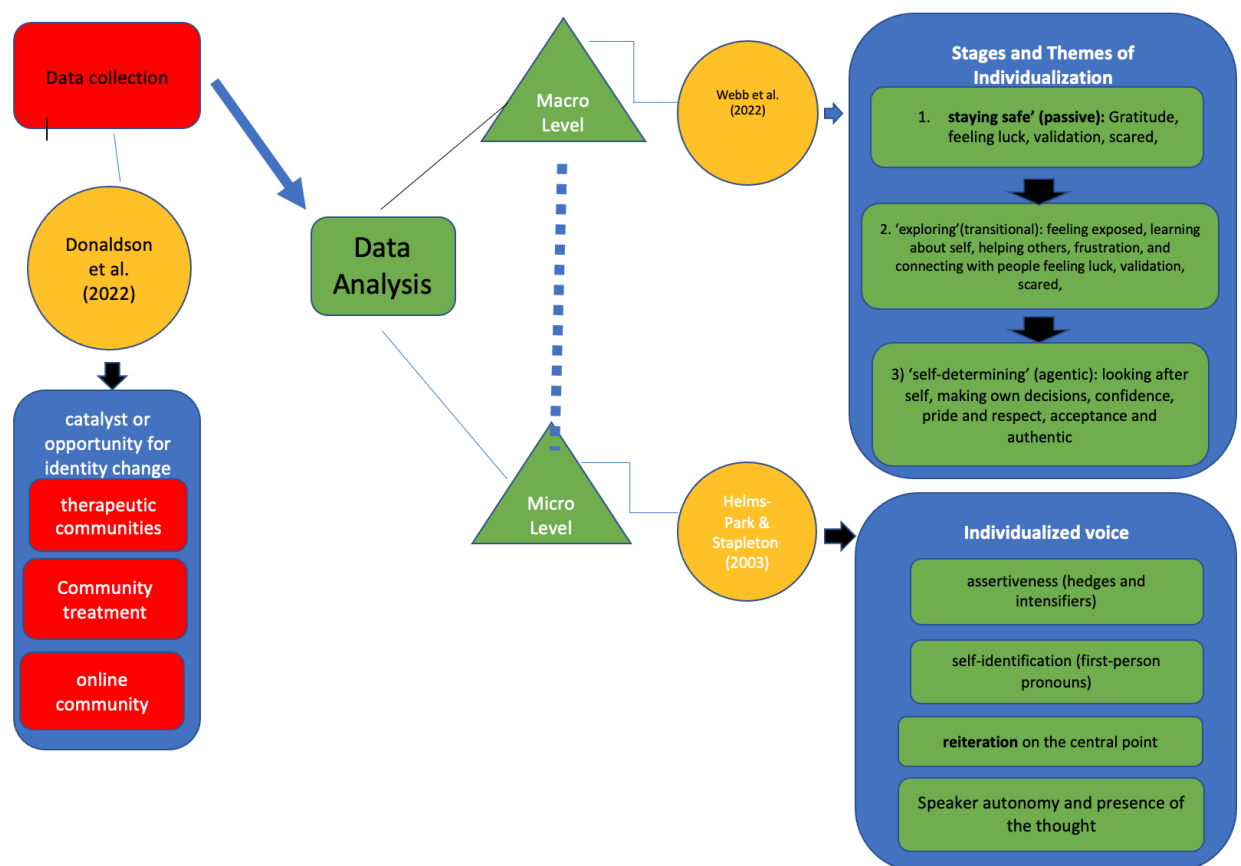 Data collection
Donaldson
et al.
(2022)
catalyst or
opportunity for
identity change
therapeutic
communities
Community
treatment
online
community
Data
Analysis
Macro
Level
Micro
Level
Webb et al.
(2022)
Helms-
Park &
Stapleton
(2003)
Stages and Themes of
Individualization
1. staying safe’ (passive): Gratitude,
feeling luck, validation, scared,
2. ‘exploring’(transitional): feeling exposed, learning
about self, helping others, frustration, and
connecting with people feeling luck, validation,
scared,
3) ‘self-determining’ (agentic): looking after
self, making own decisions, confidence,
pride and respect, acceptance and
authentic
Individualized voice
assertiveness (hedges and
intensifiers)
self-identification (first-person
pronouns)
reiteration on the central point
Speaker autonomy and presence of
the thought